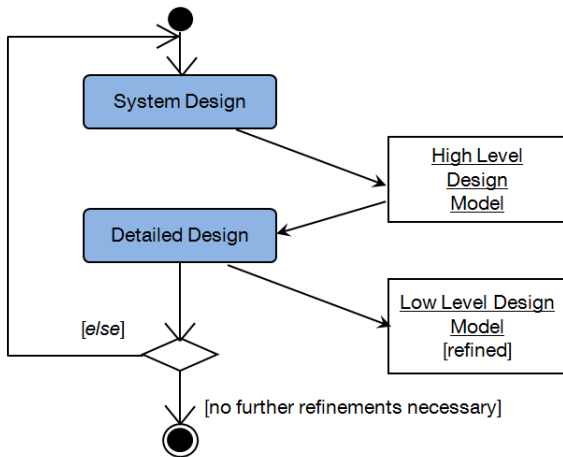 System Design
High Level
Design
Model
Detailed Design
Low Level Design
Model
[refined]
[else]
[no further refinements necessary]